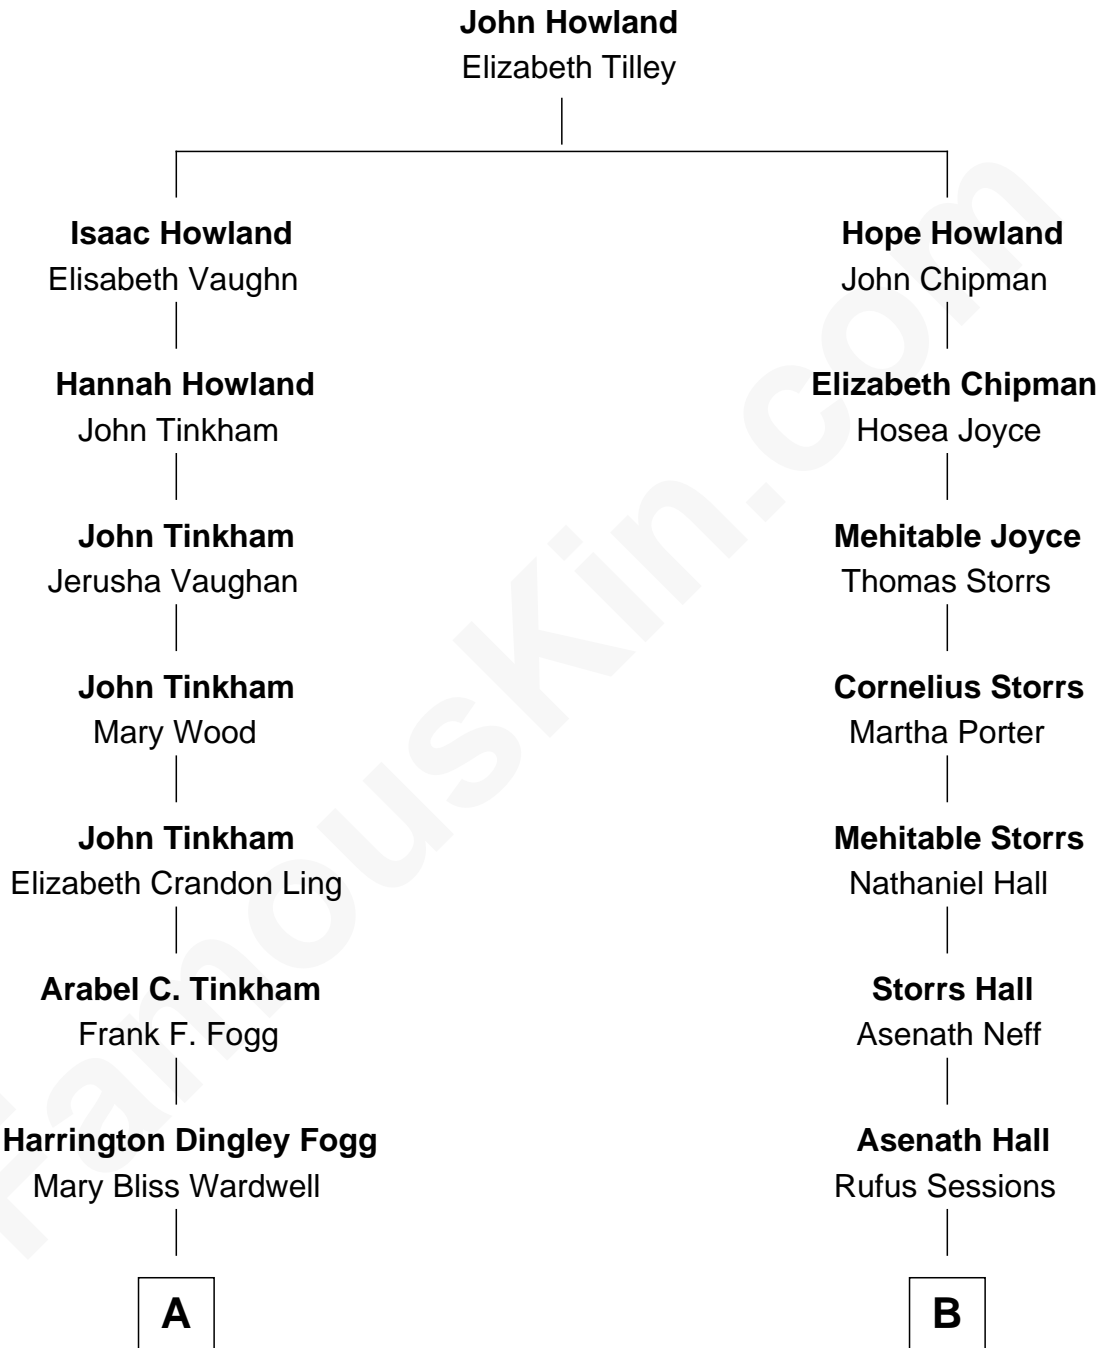 John Howland
Elizabeth Tilley
Isaac Howland
Elisabeth Vaughn
Hannah Howland
John Tinkham
John Tinkham
Jerusha Vaughan
John Tinkham
Mary Wood
John Tinkham
Elizabeth Crandon Ling
Arabel C. Tinkham
Frank F. Fogg
Harrington Dingley Fogg
Mary Bliss Wardwell
A
Hope Howland
John Chipman
Elizabeth Chipman
Hosea Joyce
Mehitable Joyce
Thomas Storrs
Cornelius Storrs
Martha Porter
Mehitable Storrs
Nathaniel Hall
Storrs Hall
Asenath Neff
Asenath Hall
Rufus Sessions
B
FamousKin.com